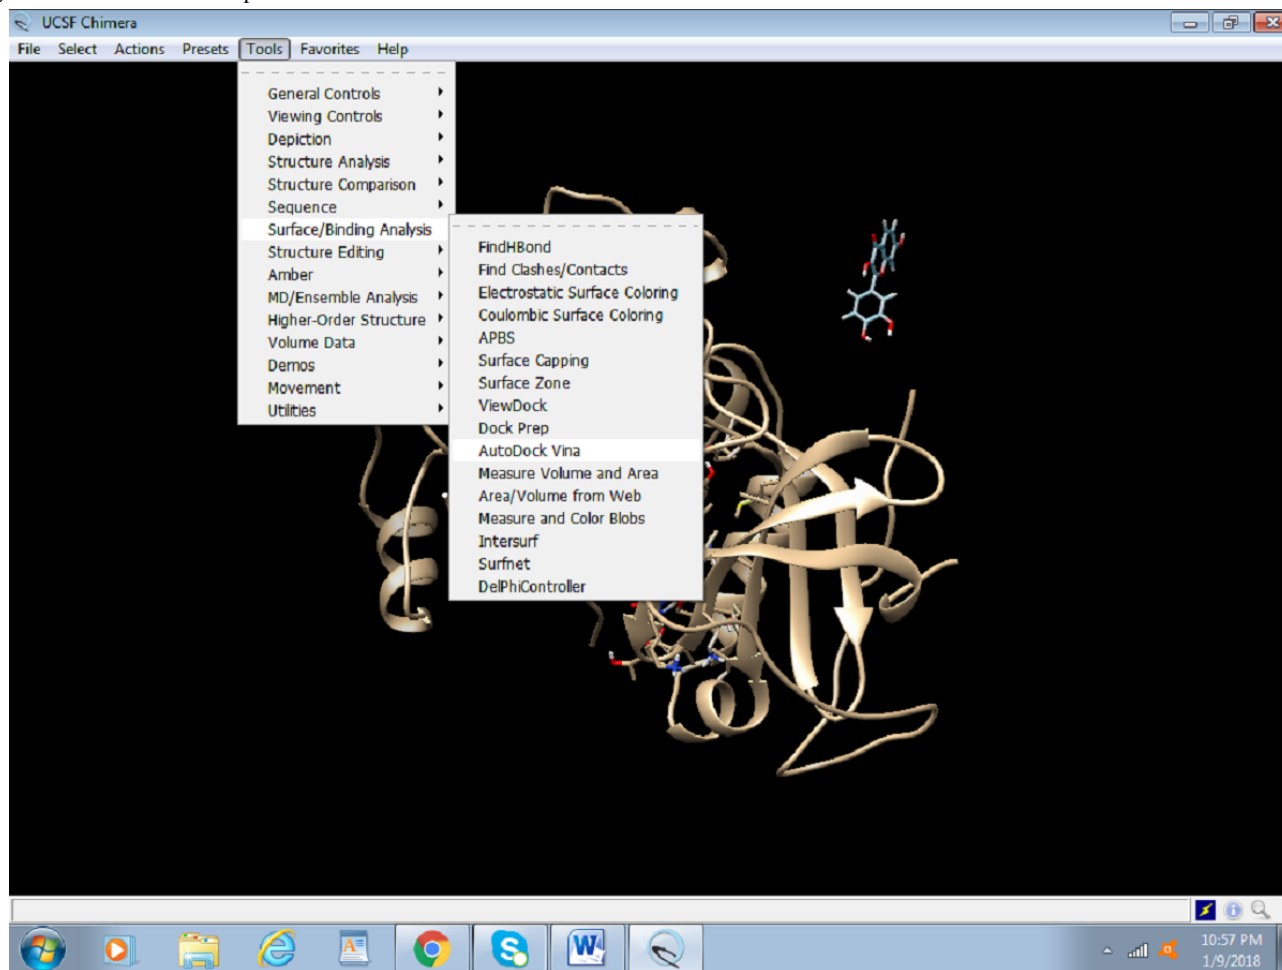 UCSF Chimera
File Select Actions Presets Tools Favorites Help
General Controls
Viewing Controls
Depiction
Structure Analysis
Structure Comparison
Sequence
Surface/Binding Analysis
Structure Editing
Amber
MD/Ensemble Analysis
Higher-Order Structure
Volume Data
Demos
Movement
Utilities
FindHBond
Find Clashes/Contacts
Electrostatic Surface Coloring
Coulombic Surface Coloring
APBS
Surface Capping
Surface Zone
ViewDock
Dock Prep
AutoDock Vina
Measure Volume and Area
Area/Volume from Web
Measure and Color Blobs
Intersurf
Surfnet
DelPhiController
10:57 PM
1/9/2018